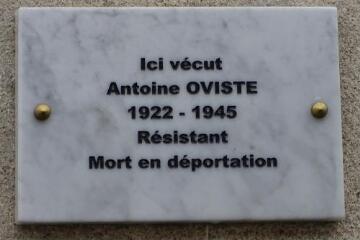 Ici vécut
Antoine OVISTE
1922 - 1945
Résistant
Mort en déportation